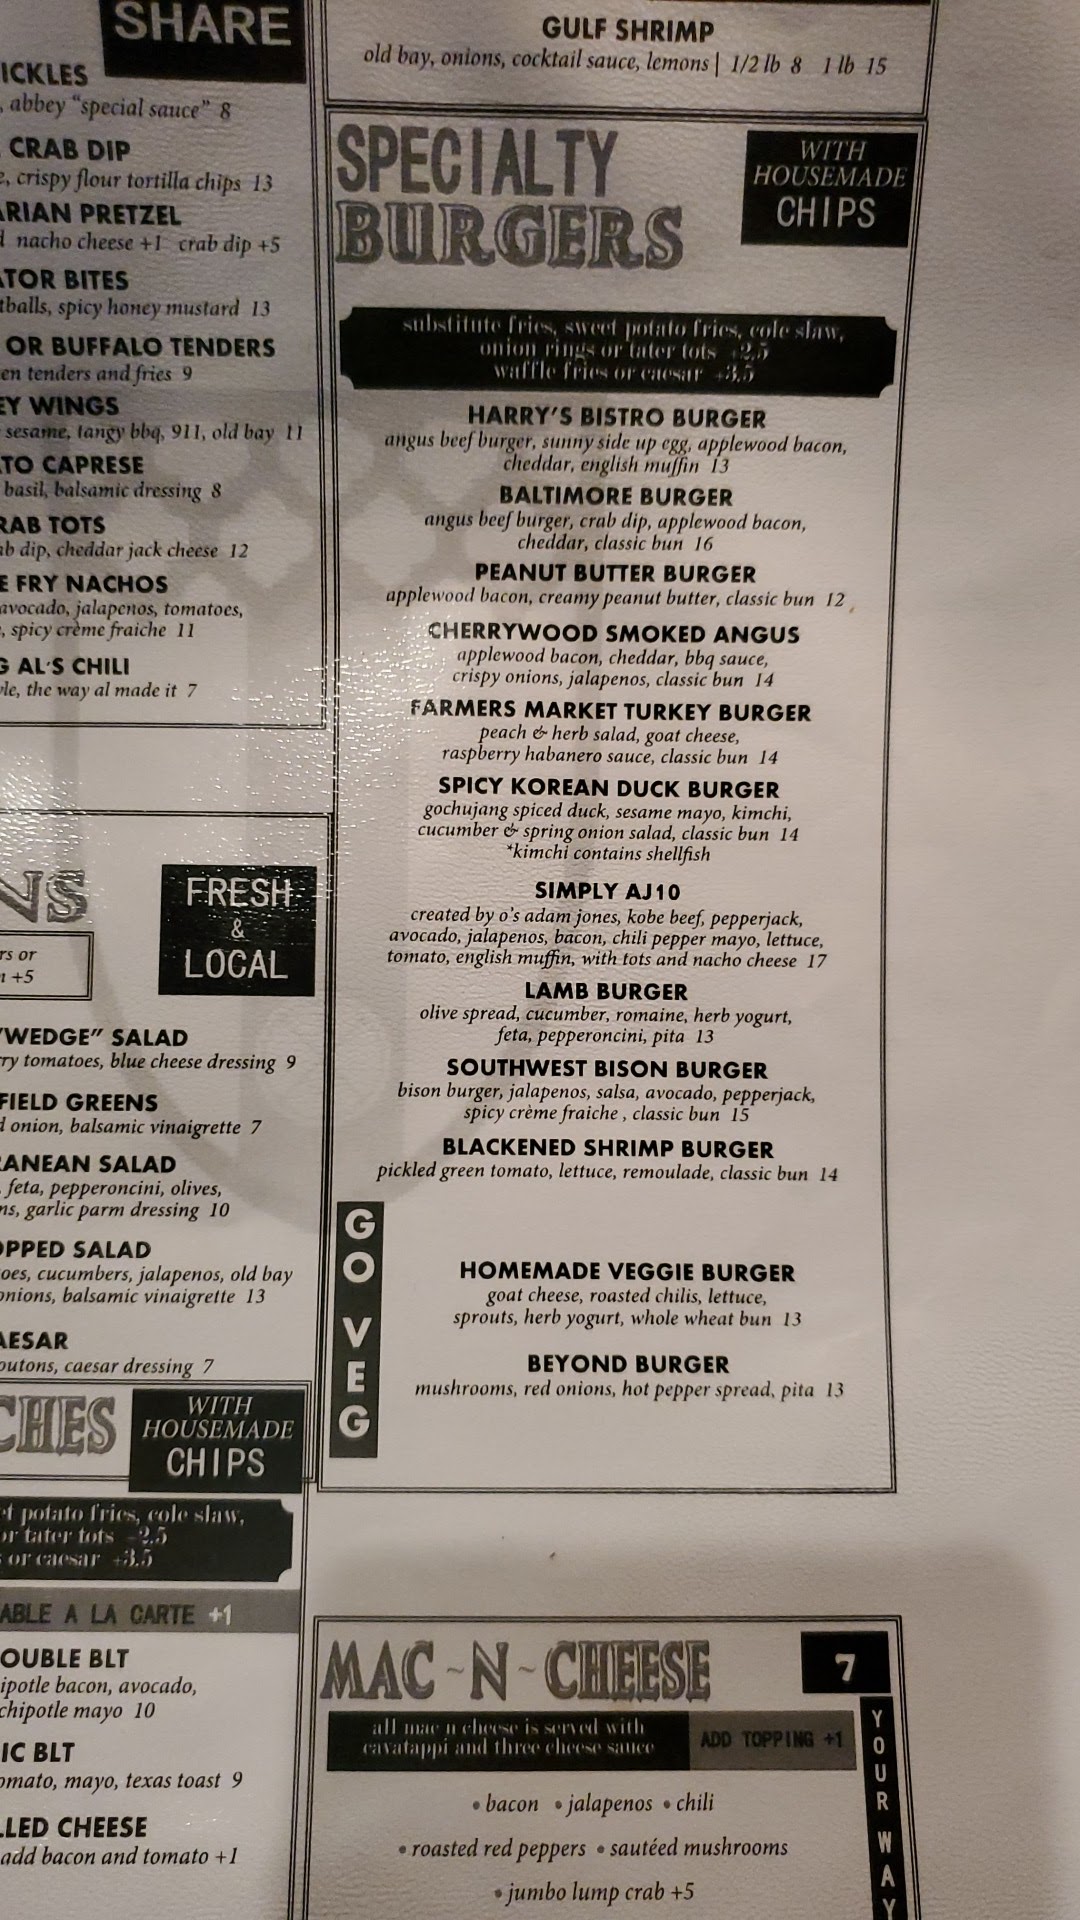 SHARE
ICKLES
, abbey "special sauce" 8
CRAB DIP
e, crispy flour tortilla chips 13
ARIAN PRETZEL
d nacho cheese +1 crab dip +5
ATOR BITES
tballs, spicy honey mustard 13
OR BUFFALO TENDERS
en tenders and fries 9
EY WINGS
sesame, tangy bbq, 911, old bay 11
TO CAPRESE
basil, balsamic dressing 8
RAB TOTS
ab dip, cheddar jack cheese 12
E FRY NACHOS
avocado, jalapenos, tomatoes,
, spicy crème fraiche 11
G AL'S CHILI
yle, the way al made it 7
NS
FRESH
&
LOCAL
rs or
n +5
"WEDGE" SALAD
rry tomatoes, blue cheese dressing 9
FIELD GREENS
d onion, balsamic vinaigrette 7
RANEAN SALAD
, feta, pepperoncini, olives,
ns, garlic parm dressing 10
OPPED SALAD
oes, cucumbers, jalapenos, old bay
onions, balsamic vinaigrette 13
AESAR
outons, caesar dressing 7
CHES
WITH
HOUSEMADE
CHIPS
et potato fries, cole slaw,
or tater tots +2.5
s or caesar +3.5
ABLE A LA CARTE +1
OUBLE BLT
ipotle bacon, avocado,
chipotle mayo 10
IC BLT
omato, mayo, texas toast 9
LLED CHEESE
add bacon and tomato +1
GULF SHRIMP
old bay, onions, cocktail sauce, lemons | 1/2 lb 8 1 lb 15
SPECIALTY
BURGERS
WITH
HOUSEMADE
CHIPS
substitute fries, sweet potato fries, cole slaw,
onion rings or tater tots +2.5
waffle fries or caesar +3.5
HARRY'S BISTRO BURGER
angus beef burger, sunny side up egg, applewood bacon,
cheddar, english muffin 13
BALTIMORE BURGER
angus beef burger, crab dip, applewood bacon,
cheddar, classic bun 16
PEANUT BUTTER BURGER
applewood bacon, creamy peanut butter, classic bun 12
CHERRYWOOD SMOKED ANGUS
applewood bacon, cheddar, bbq sauce,
crispy onions, jalapenos, classic bun 14
FARMERS MARKET TURKEY BURGER
peach & herb salad, goat cheese,
raspberry habanero sauce, classic bun 14
SPICY KOREAN DUCK BURGER
gochujang spiced duck, sesame mayo, kimchi,
cucumber & spring onion salad, classic bun 14
*kimchi contains shellfish
SIMPLY AJ10
created by o's adam jones, kobe beef, pepperjack,
avocado, jalapenos, bacon, chili pepper mayo, lettuce,
tomato, english muffin, with tots and nacho cheese 17
LAMB BURGER
olive spread, cucumber, romaine, herb yogurt,
feta, pepperoncini, pita 13
SOUTHWEST BISON BURGER
bison burger, jalapenos, salsa, avocado, pepperjack,
spicy crème fraiche , classic bun 15
BLACKENED SHRIMP BURGER
pickled green tomato, lettuce, remoulade, classic bun 14
GO VEG
HOMEMADE VEGGIE BURGER
goat cheese, roasted chilis, lettuce,
sprouts, herb yogurt, whole wheat bun 13
BEYOND BURGER
mushrooms, red onions, hot pepper spread, pita 13
MAC ~ N ~ CHEESE
7
all mac n cheese is served with
cavatappi and three cheese sauce
ADD TOPPING +1
YOUR WAY
• bacon • jalapenos • chili
• roasted red peppers • sautéed mushrooms
• jumbo lump crab +5